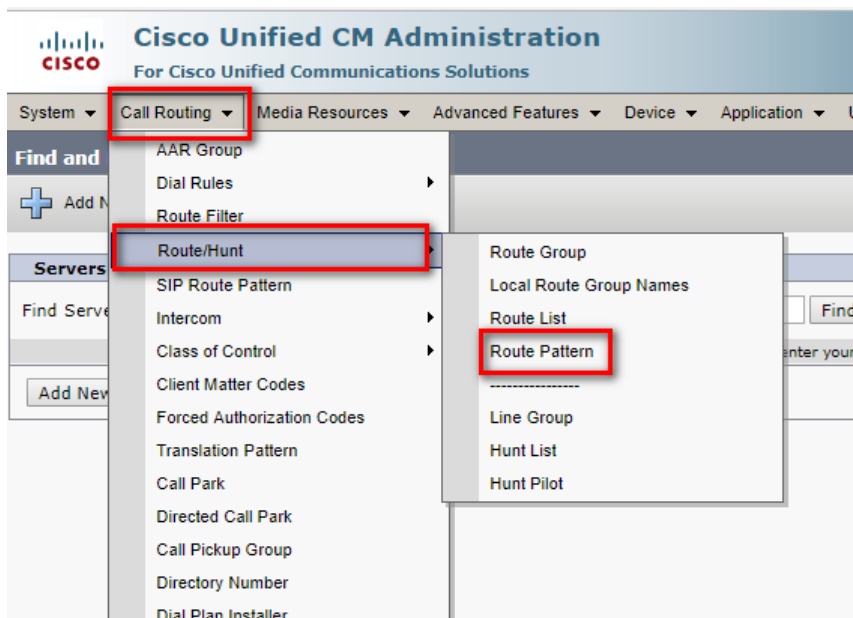 CISCO
Cisco Unified CM Administration
For Cisco Unified Communications Solutions
System Call Routing Media Resources Advanced Features Device Application
Find and
Add
Servers
Find
Find
enter your
Add New
AAR Group
Dial Rules
Route Filter
Route/Hunt
SIP Route Pattern
Intercom
Class of Control
Client Matter Codes
Forced Authorization Codes
Translation Pattern
Call Park
Directed Call Park
Call Pickup Group
Directory Number
Dial Plan Installer
Route Group
Local Route Group Names
Route List
Route Pattern
----------------
Line Group
Hunt List
Hunt Pilot